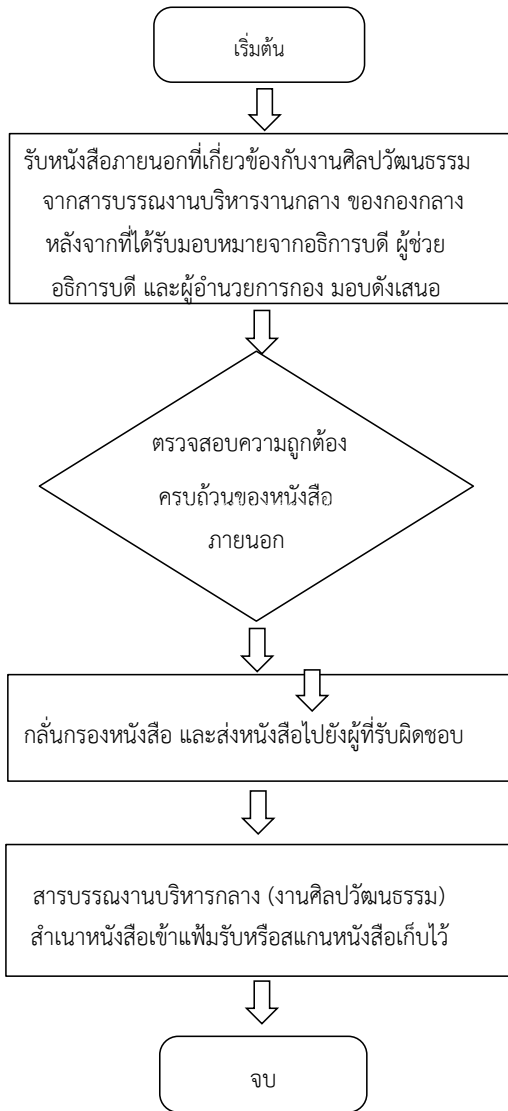 เริ่มต้น
รับหนังสือภายนอกที่เกี่ยวข้องกับงานศิลปวัฒนธรรม
จากสารบรรณงานบริหารงานกลาง ของกองกลาง
หลังจากที่ได้รับมอบหมายจากอธิการบดี ผู้ช่วย
อธิการบดี และผู้อำนวยการกอง มอบดังเสนอ
ตรวจสอบความถูกต้อง
ครบถ้วนของหนังสือ
ภายนอก
กลั่นกรองหนังสือ และส่งหนังสือไปยังผู้ที่รับผิดชอบ
สารบรรณงานบริหารกลาง (งานศิลปวัฒนธรรม)
สำเนาหนังสือเข้าแฟ้มรับหรือสแกนหนังสือเก็บไว้
จบ